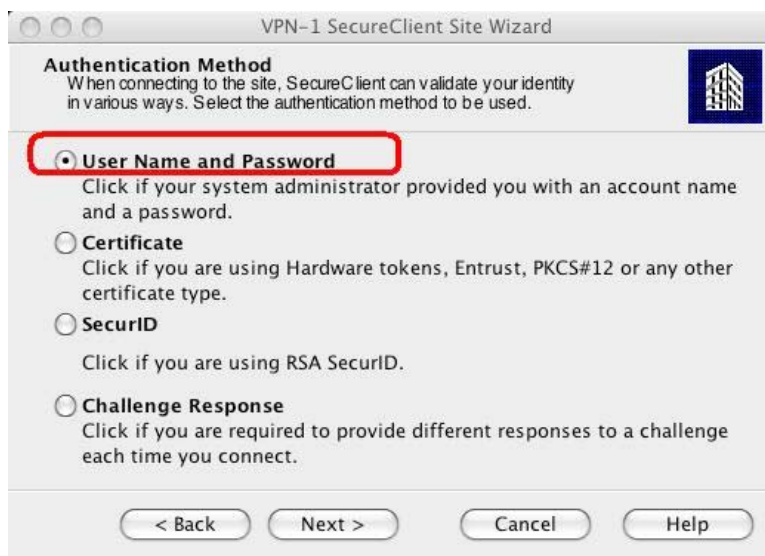 VPN-1 SecureClient Site Wizard
Authentication Method
When connecting to the site, SecureClient can validate your identity
in various ways. Select the authentication method to be used.
User Name and Password
Click if your system administrator provided you with an account name
and a password.
Certificate
Click if you are using Hardware tokens, Entrust, PKCS#12 or any other
certificate type.
SecurID
Click if you are using RSA SecurID.
Challenge Response
Click if you are required to provide different responses to a challenge
each time you connect.
< Back Next > Cancel Help